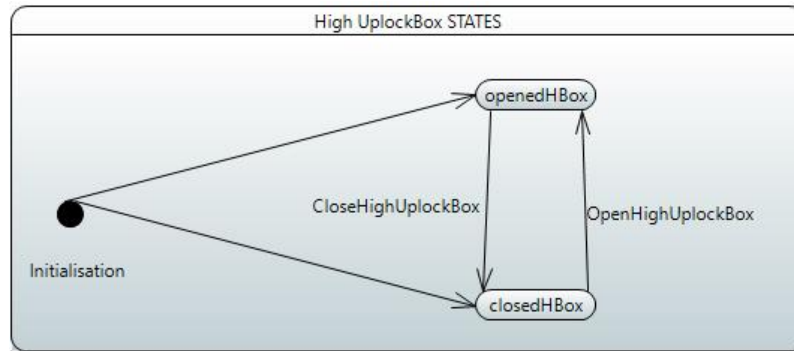 High UplockBox STATES
openedHBox
CloseHighUplockBox
OpenHighUplockBox
Initialisation
closedHBox